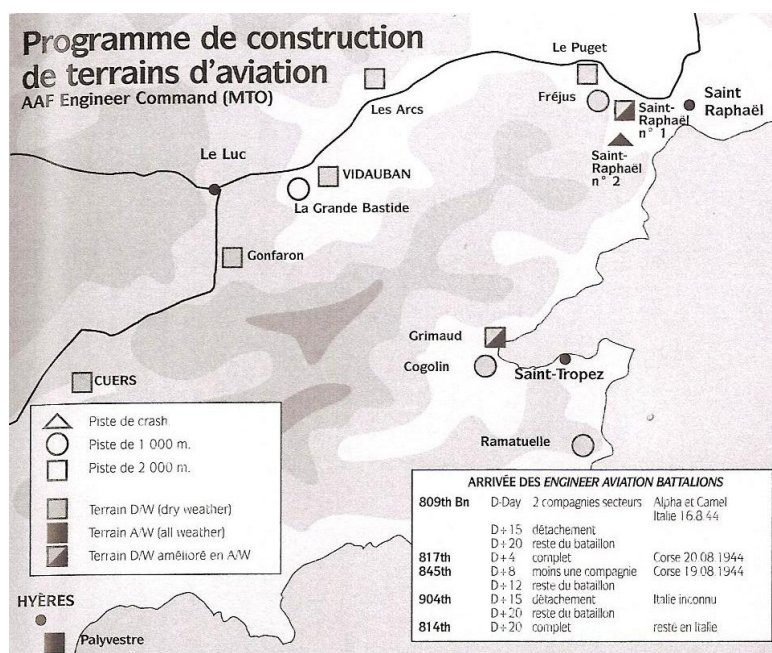 Programme de construction
de terrains d'aviation
AAF Engineer Command (MTO)
Le Puget
Les Arcs
Fréjus
Saint-
Raphaël
n° 1
Saint
Raphaël
Saint-
Raphaël
n° 2
Le Luc
VIDAUBAN
La Grande Bastide
Gonfaron
Grimaud
Cogolin
Saint-Tropez
CUERS
Ramatuelle
Piste de crash
Piste de 1 000 m.
Piste de 2 000 m.
Terrain D/W (dry weather)
Terrain A/W (all weather)
Terrain D/W amélioré en A/W
HYÈRES
Palyvestre
ARRIVÉE DES ENGINEER AVIATION BATTALIONS
809th Bn D-Day 2 compagnies secteurs Alpha et Camel
Italie 16.8.44
D+15 détachement
D+20 reste du bataillon
817th D+4 complet Corse 20.08.1944
845th D+8 moins une compagnie Corse 19.08.1944
D+12 reste du bataillon
904th D+15 détachement Italie inconnu
D+20 reste du bataillon
814th D+20 complet resté en Italie